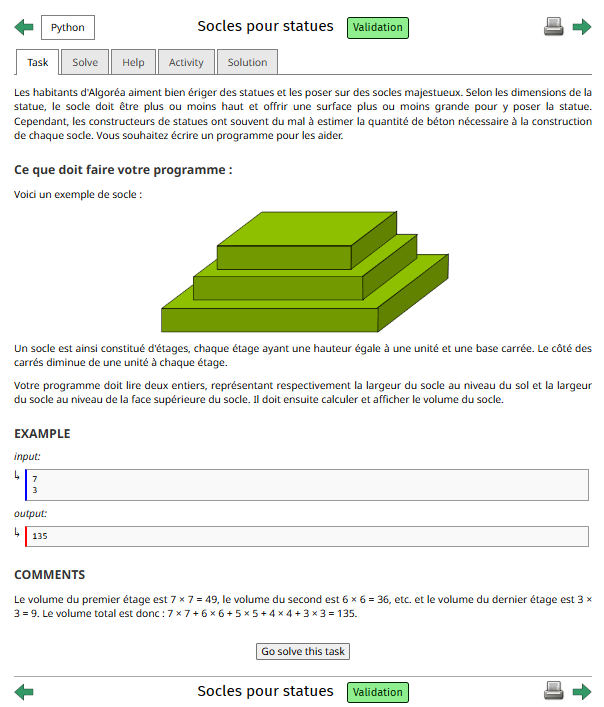 Python
Socles pour statues
Validation
Task
Solve
Help
Activity
Solution
Les habitants d'Algoréa aiment bien ériger des statues et les poser sur des socles majestueux. Selon les dimensions de la
statue, le socle doit être plus ou moins haut et offrir une surface plus ou moins grande pour y poser la statue.
Cependant, les constructeurs de statues ont souvent du mal à estimer la quantité de béton nécessaire à la construction
de chaque socle. Vous souhaitez écrire un programme pour les aider.
Ce que doit faire votre programme :
Voici un exemple de socle :
Un socle est ainsi constitué d'étages, chaque étage ayant une hauteur égale à une unité et une base carrée. Le côté des
carrés diminue de une unité à chaque étage.
Votre programme doit lire deux entiers, représentant respectivement la largeur du socle au niveau du sol et la largeur
du socle au niveau de la face supérieure du socle. Il doit ensuite calculer et afficher le volume du socle.
EXAMPLE
input:
7
3
output:
135
COMMENTS
Le volume du premier étage est 7 × 7 = 49, le volume du second est 6 × 6 = 36, etc. et le volume du dernier étage est 3 ×
3 = 9. Le volume total est donc : 7 × 7 + 6 × 6 + 5 × 5 + 4 × 4 + 3 × 3 = 135.
Go solve this task
Socles pour statues
Validation